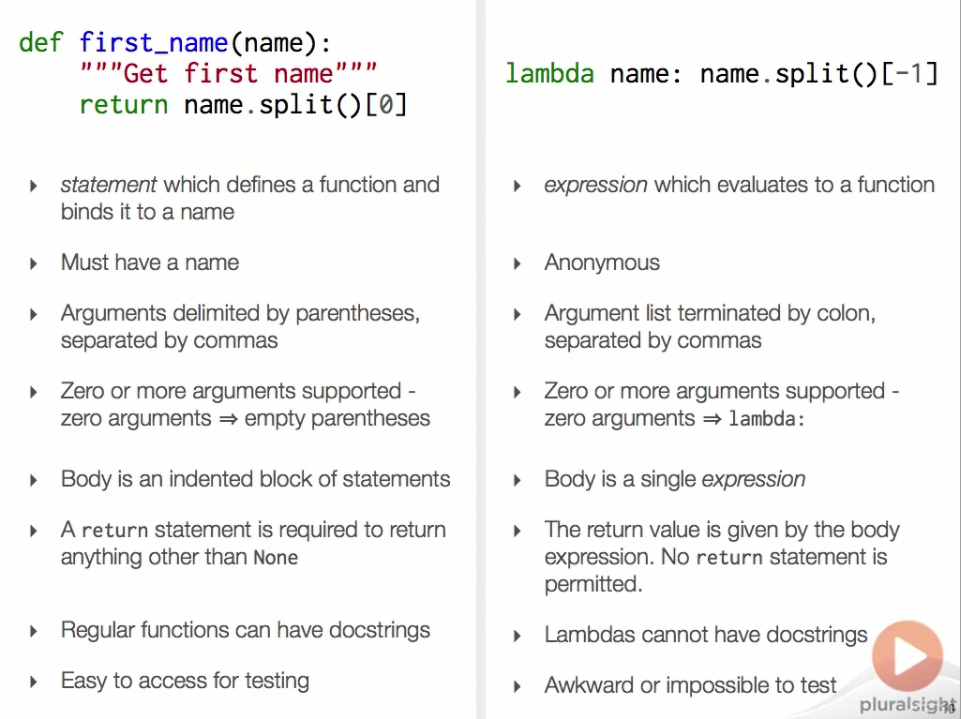 def first_name(name):
"""Get first name"""
return name.split()[0]
‣ statement which defines a function and
binds it to a name
‣ Must have a name
‣ Arguments delimited by parentheses,
separated by commas
‣ Zero or more arguments supported -
zero arguments ⇒ empty parentheses
‣ Body is an indented block of statements
‣ A return statement is required to return
anything other than None
‣ Regular functions can have docstrings
‣ Easy to access for testing
lambda name: name.split()[-1]
‣ expression which evaluates to a function
‣ Anonymous
‣ Argument list terminated by colon,
separated by commas
‣ Zero or more arguments supported -
zero arguments ⇒ lambda:
‣ Body is a single expression
‣ The return value is given by the body
expression. No return statement is
permitted.
‣ Lambdas cannot have docstrings
‣ Awkward or impossible to test
pluralsight